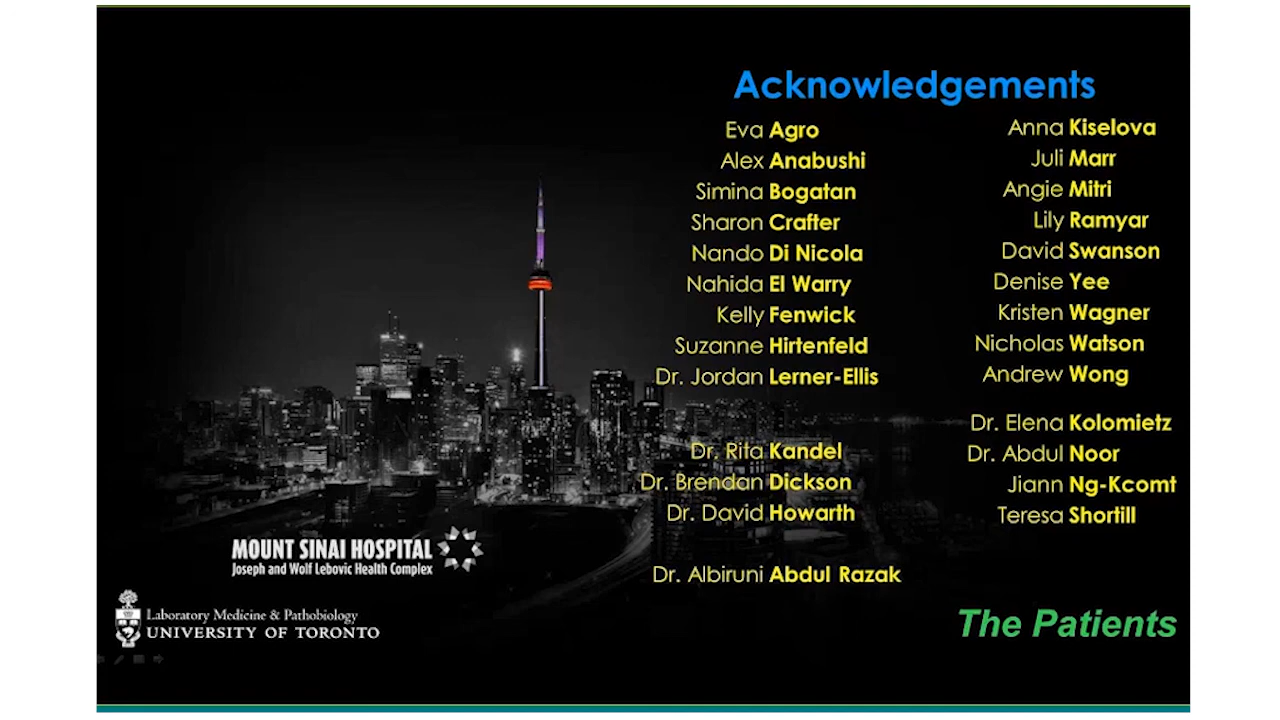 Acknowledgements
Eva Agro
Alex Anabushi
Simina Bogatan
Sharon Crafter
Nando Di Nicola
Nahida El Warry
Kelly Fenwick
Suzanne Hirtenfeld
Dr. Jordan Lerner-Ellis
Dr. Rita Kandel
Dr. Brendan Dickson
Dr. David Howarth
Dr. Albiruni Abdul Razak
Anna Kiselova
Juli Marr
Angie Mitri
Lily Ramyar
David Swanson
Denise Yee
Kristen Wagner
Nicholas Watson
Andrew Wong
Dr. Elena Kolomietz
Dr. Abdul Noor
Jiann Ng-Kcomt
Teresa Shortill
The Patients
MOUNT SINAI HOSPITAL
Joseph and Wolf Lebovic Health Complex
Laboratory Medicine & Pathobiology
UNIVERSITY OF TORONTO